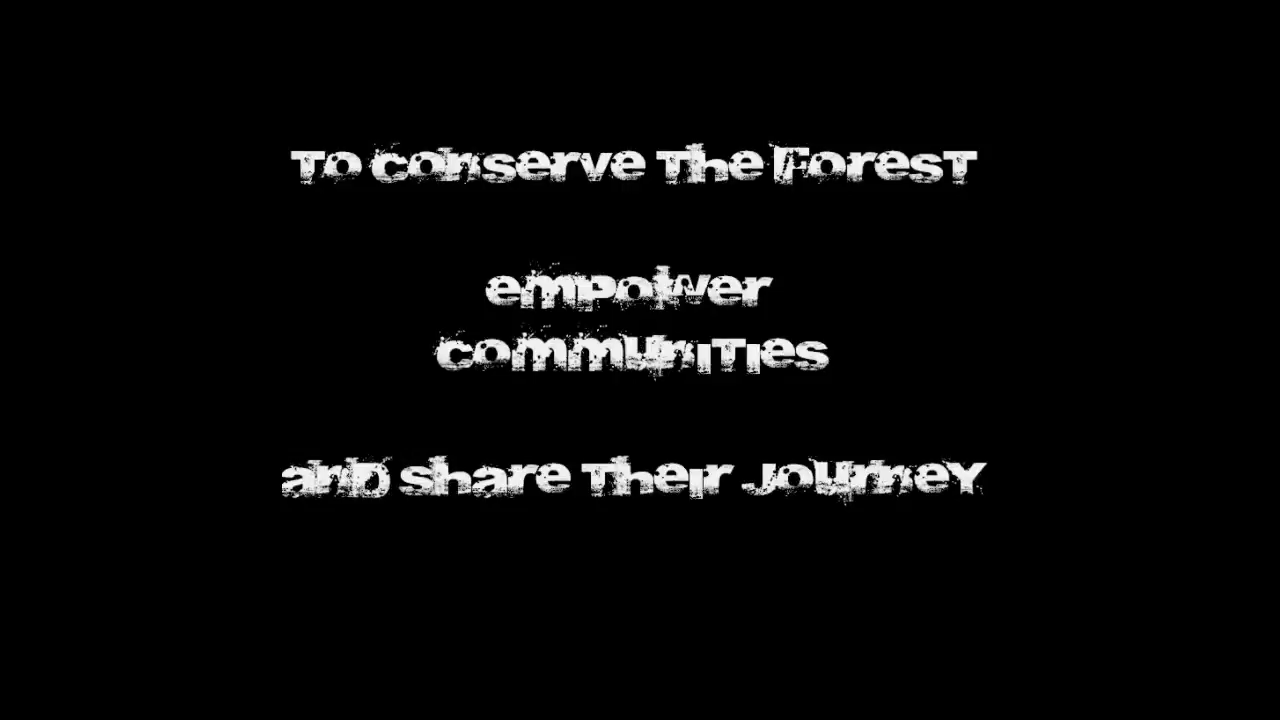 To conserve the Forest
empower
communities
and share their Journey